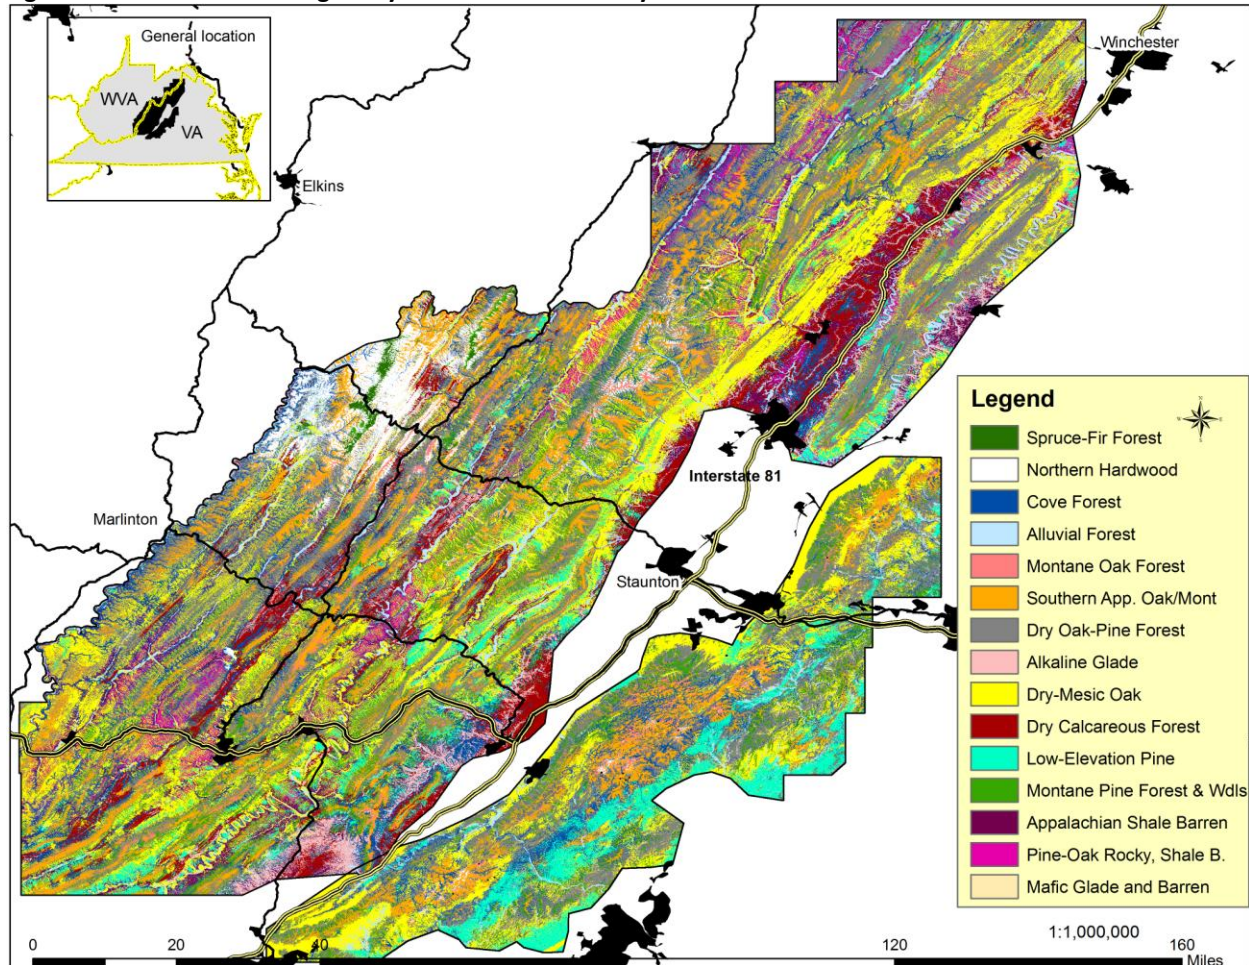 General location
WVA
VA
Winchester
Elkins
Marlinton
Interstate 81
Staunton
Legend
Spruce-Fir Forest
Northern Hardwood
Cove Forest
Alluvial Forest
Montane Oak Forest
Southern App. Oak/Mont
Dry Oak-Pine Forest
Alkaline Glade
Dry-Mesic Oak
Dry Calcareous Forest
Low-Elevation Pine
Montane Pine Forest & Wdls
Appalachian Shale Barren
Pine-Oak Rocky, Shale B.
Mafic Glade and Barren
1:1,000,000
0 20 40 120 160
Miles